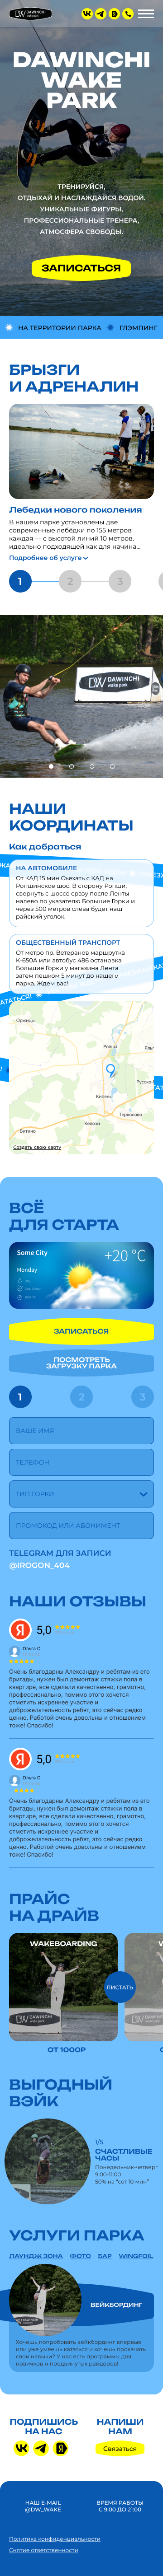 DAWINCHI
DAWINCHI
WAKE
PARK
ТРЕНИРУЙСЯ,
ОТДЫХАЙ И НАСЛАЖДАЙСЯ ВОДОЙ.
УНИКАЛЬНЫЕ ФИГУРЫ,
ПРОФЕССИОНАЛЬНЫЕ ТРЕНЕРА,
АТМОСФЕРА СВОБОДЫ.
ЗАПИСАТЬСЯ
НА ТЕРРИТОРИИ ПАРКА ГЛЭМПИНГ
БРЫЗГИ
И АДРЕНАЛИН
Лебедки нового поколения
В нашем парке установлены две
современные лебёдки по 155 метров
каждая — с высотой линий 10 метров,
идеально подходящей как для начина...
Подробнее об услуге
1 2 3
DAWINCHI
wake park
НАШИ
КООРДИНАТЫ
Как добраться
НА АВТОМОБИЛЕ
От КАД 15 мин Съехать с КАД на
Ропшинское шос. В сторону Ропши,
свернуть с шоссе сразу после Ленты
налево по указателю Большие Горки и
через 500 метров слева будет наш
райский уголок.
ОБЩЕСТВЕННЫЙ ТРАНСПОРТ
От метро пр. Ветеранов маршрутка
К-650А или автобус 486 остановка
Большие Горки у магазина Лента
затем пешком 5 минут до нашего
парка. Ждем вас!
Оржицы
Ропша
Кипень
Терволово
Кейкози
Витино
Создать свою карту
ВСЁ
ДЛЯ СТАРТА
Some City
+20 °C
Monday
ЗАПИСАТЬСЯ
ПОСМОТРЕТЬ
ЗАГРУЗКУ ПАРКА
1 2 3
ВАШЕ ИМЯ
ТЕЛЕФОН
ТИП ГОРКИ
ПРОМОКОД ИЛИ АБОНИМЕНТ
TELEGRAM ДЛЯ ЗАПИСИ
@IROGON_404
НАШИ ОТЗЫВЫ
Я 5,0
Ольга С.
Очень благодарны Александру и ребятам из его
бригады, нужен был демонтаж стяжки пола в
квартире, все сделали качественно, грамотно,
профессионально, помимо этого хочется
отметить искреннее участие и
доброжелательность ребят, это сейчас редко
ценно. Работой очень довольны и отношением
тоже! Спасибо!
Я 5,0
Ольга С.
Очень благодарны Александру и ребятам из его
бригады, нужен был демонтаж стяжки пола в
квартире, все сделали качественно, грамотно,
профессионально, помимо этого хочется
отметить искреннее участие и
доброжелательность ребят, это сейчас редко
ценно. Работой очень довольны и отношением
тоже! Спасибо!
ПРАЙС
НА ДРАЙВ
WAKEBOARDING
ЛИСТАТЬ
ОТ 1000Р
ВЫГОДНЫЙ
ВЭЙК
1/5
СЧАСТЛИВЫЕ
ЧАСЫ
Понедельник-четверг
9:00-11:00
50% на "сет 10 мин"
УСЛУГИ ПАРКА
ЛАУНДЖ ЗОНА ФОТО БАР WINGFOIL
ВЕЙКБОРДИНГ
Хочешь попробовать вейкбординг впервые
или уже умеешь кататься и хочешь прокачать
свои навыки? У нас есть программы для
новичков и продвинутых райдеров!
ПОДПИШИСЬ
НА НАС
НАПИШИ
НАМ
Связаться
НАШ E-MAIL
@DW_WAKE
ВРЕМЯ РАБОТЫ
С 9:00 ДО 21:00
Политика конфиденциальности
Снятие ответственности